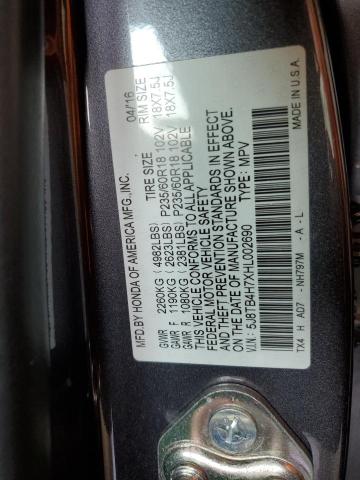 MFD.BY HONDA OF AMERICA MFG.,INC. 04/'16
TIRE SIZE RIM SIZE
GVWR 2260KG (4982LBS)
GAWR F 1190KG (2623LBS) P235/60R18 102V 18X7.5J
GAWR R 1080KG (2381LBS) P235/60R18 102V 18X7.5J
THIS VEHICLE CONFORMS TO ALL APPLICABLE
FEDERAL MOTOR VEHICLE SAFETY
AND THEFT PREVENTION STANDARDS IN EFFECT
ON THE DATE OF MANUFACTURE SHOWN ABOVE.
V.I.N.: 5J8TB4H7XHL002690 TYPE: MPV
TX4 H AD7 - NH797M - A - L MADE IN U.S.A.